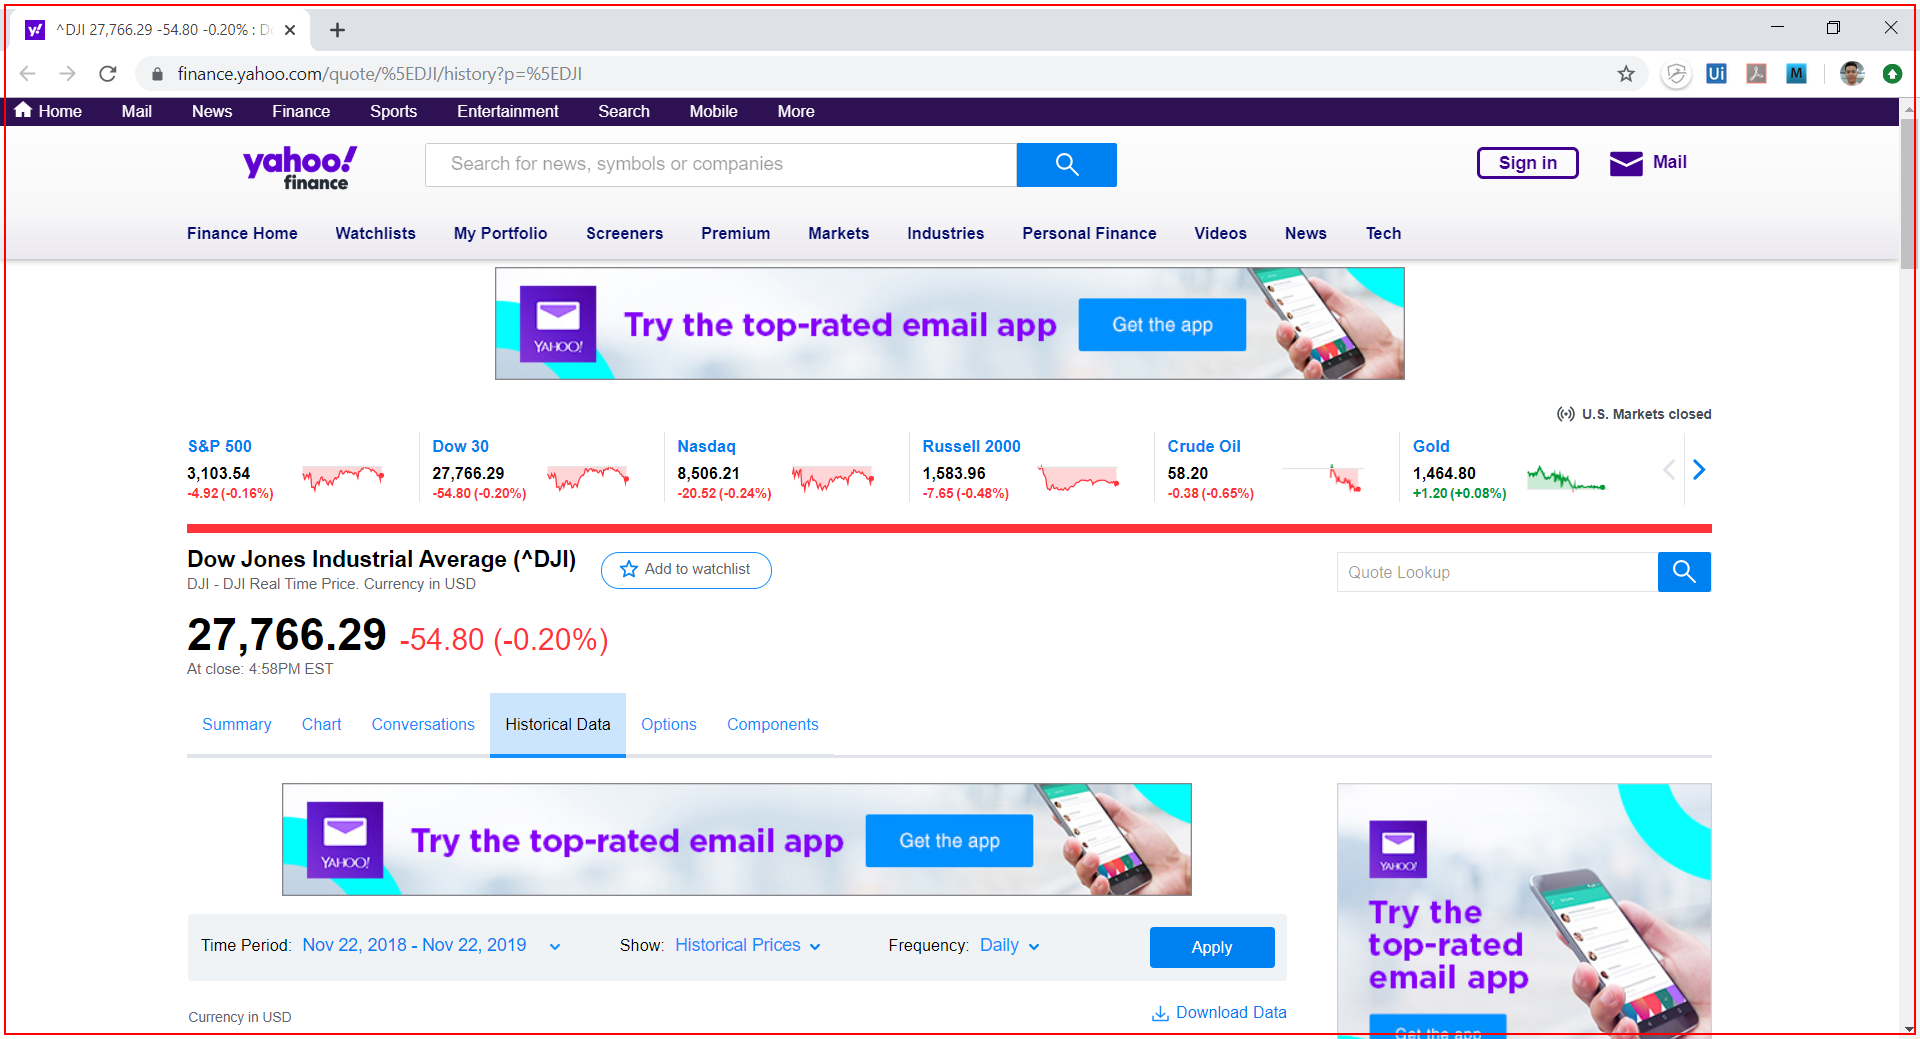 ^DJI 27,766.29 -54.80 -0.20% : Do
finance.yahoo.com/quote/%5EDJI/history?p=%5EDJI
Ui
M
Home Mail News Finance Sports Entertainment Search Mobile More
yahoo!
finance
Search for news, symbols or companies
Sign in
Mail
Finance Home Watchlists My Portfolio Screeners Premium Markets Industries Personal Finance Videos News Tech
YAHOO!
Try the top-rated email app
Get the app
U.S. Markets closed
S&P 500
3,103.54
-4.92 (-0.16%)
Dow 30
27,766.29
-54.80 (-0.20%)
Nasdaq
8,506.21
-20.52 (-0.24%)
Russell 2000
1,583.96
-7.65 (-0.48%)
Crude Oil
58.20
-0.38 (-0.65%)
Gold
1,464.80
+1.20 (+0.08%)
Dow Jones Industrial Average (^DJI)
DJI - DJI Real Time Price. Currency in USD
Add to watchlist
Quote Lookup
27,766.29 -54.80 (-0.20%)
At close: 4:58PM EST
Summary Chart Conversations Historical Data Options Components
YAHOO!
Try the top-rated email app
Get the app
YAHOO!
Try the
top-rated
email app
Get the app
Time Period: Nov 22, 2018 - Nov 22, 2019 Show: Historical Prices Frequency: Daily Apply
Currency in USD
Download Data